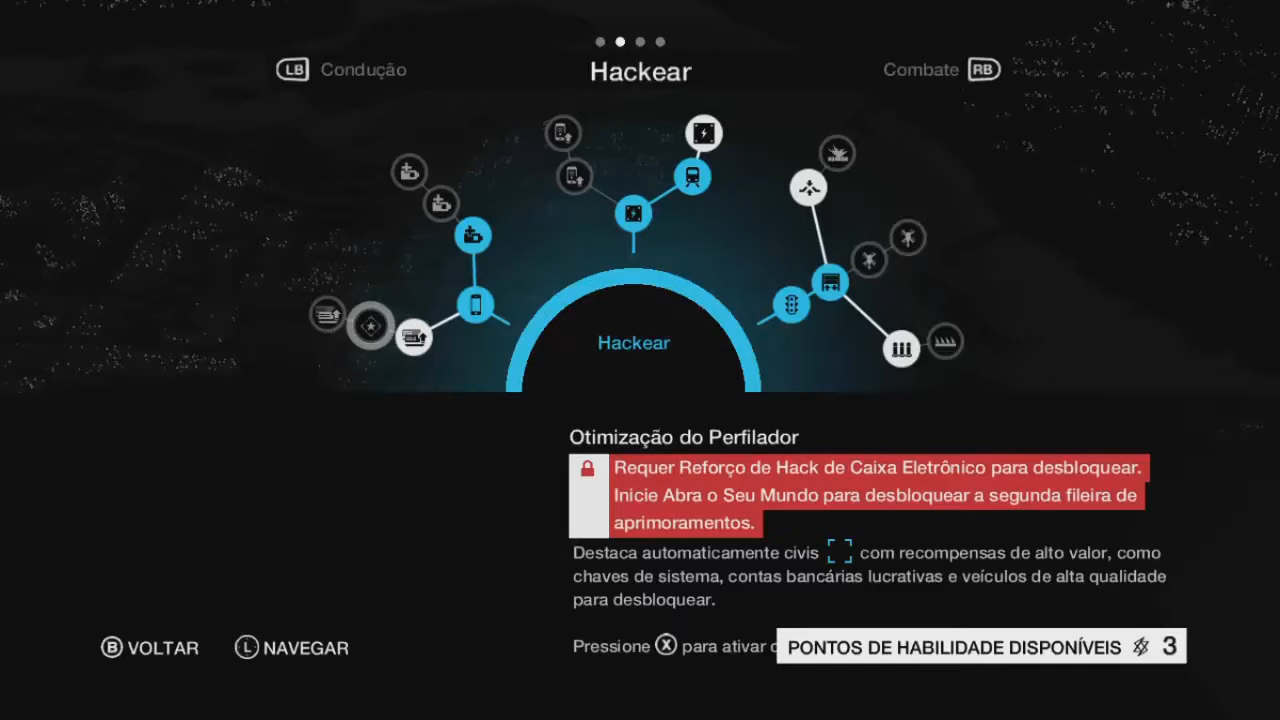 LB Condução
Hackear
Combate RB
Hackear
Otimização do Perfilador
Requer Reforço de Hack de Caixa Eletrônico para desbloquear.
Inicie Abra o Seu Mundo para desbloquear a segunda fileira de
aprimoramentos.
Destaca automaticamente civis com recompensas de alto valor, como
chaves de sistema, contas bancárias lucrativas e veículos de alta qualidade
para desbloquear.
B VOLTAR
L NAVEGAR
Pressione X para ativar
PONTOS DE HABILIDADE DISPONÍVEIS 3